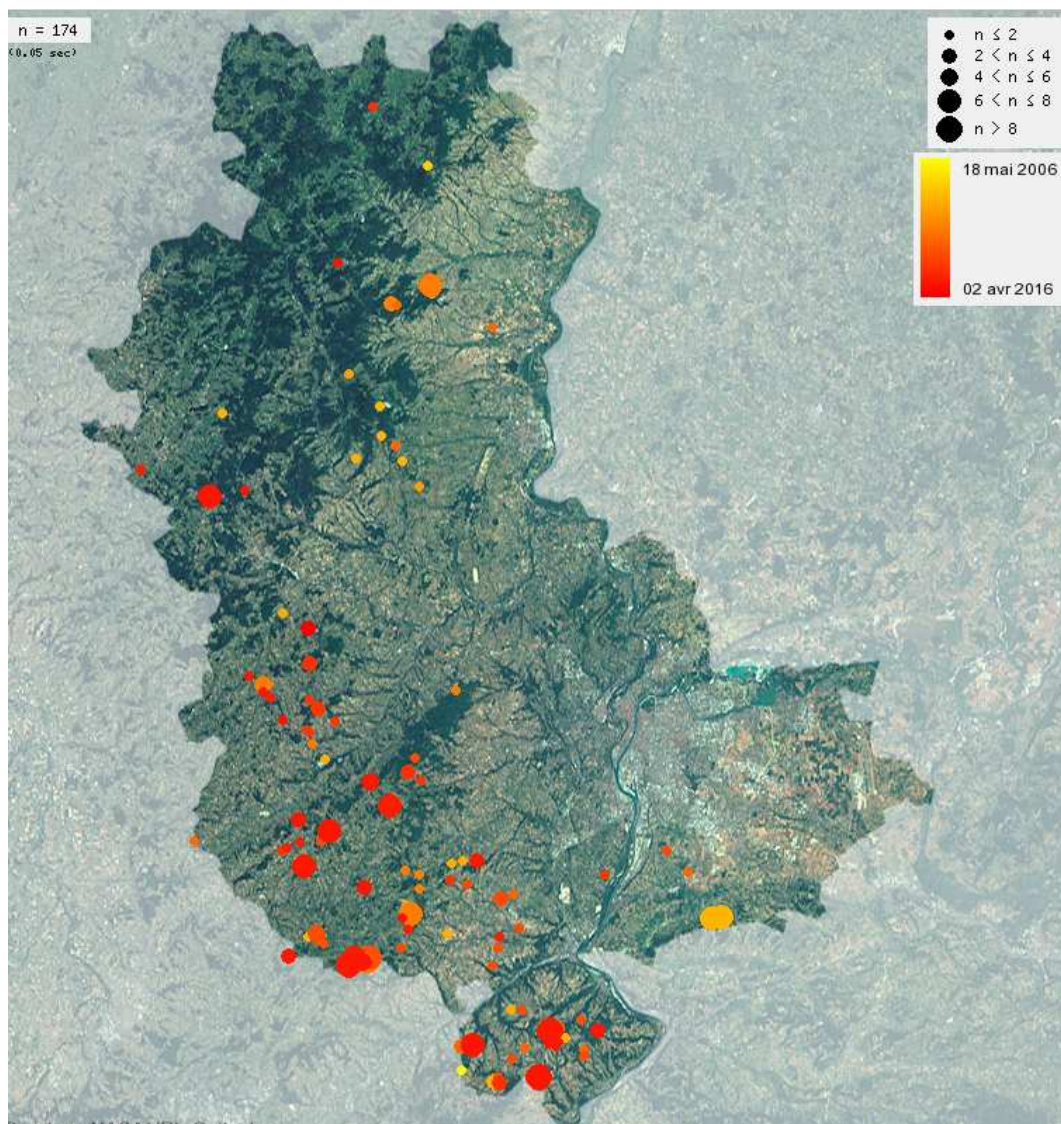 n = 174
(0.05 sec)
n ≤ 2
2 < n ≤ 4
4 < n ≤ 6
6 < n ≤ 8
n > 8
18 mai 2006
02 avr 2016